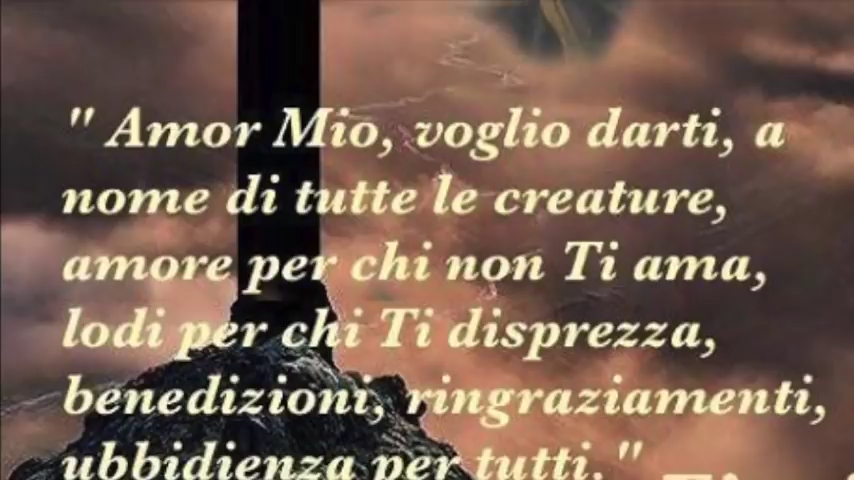 " Amor Mio, voglio darti, a
nome di tutte le creature,
amore per chi non Ti ama,
lodi per chi Ti disprezza,
benedizioni, ringraziamenti,
ubbidienza per tutti."